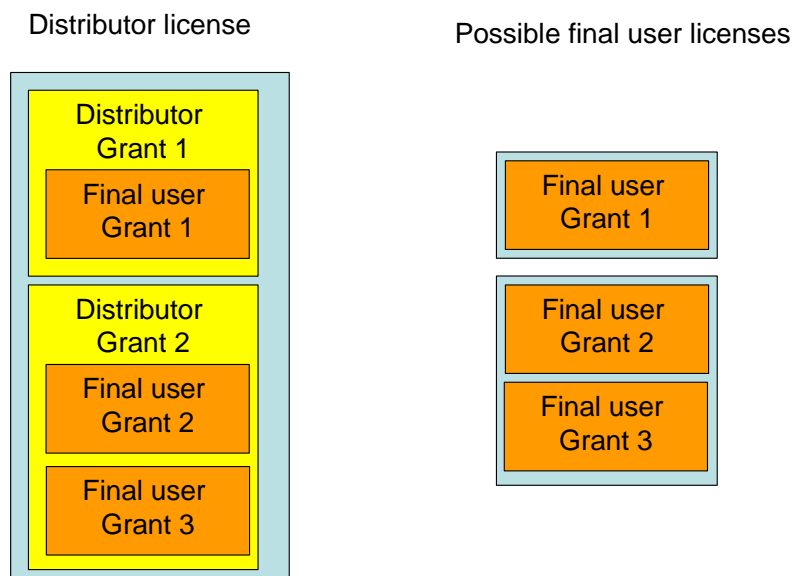 Distributor license
Distributor
Grant 1
Final user
Grant 1
Distributor
Grant 2
Final user
Grant 2
Final user
Grant 3
Possible final user licenses
Final user
Grant 1
Final user
Grant 2
Final user
Grant 3